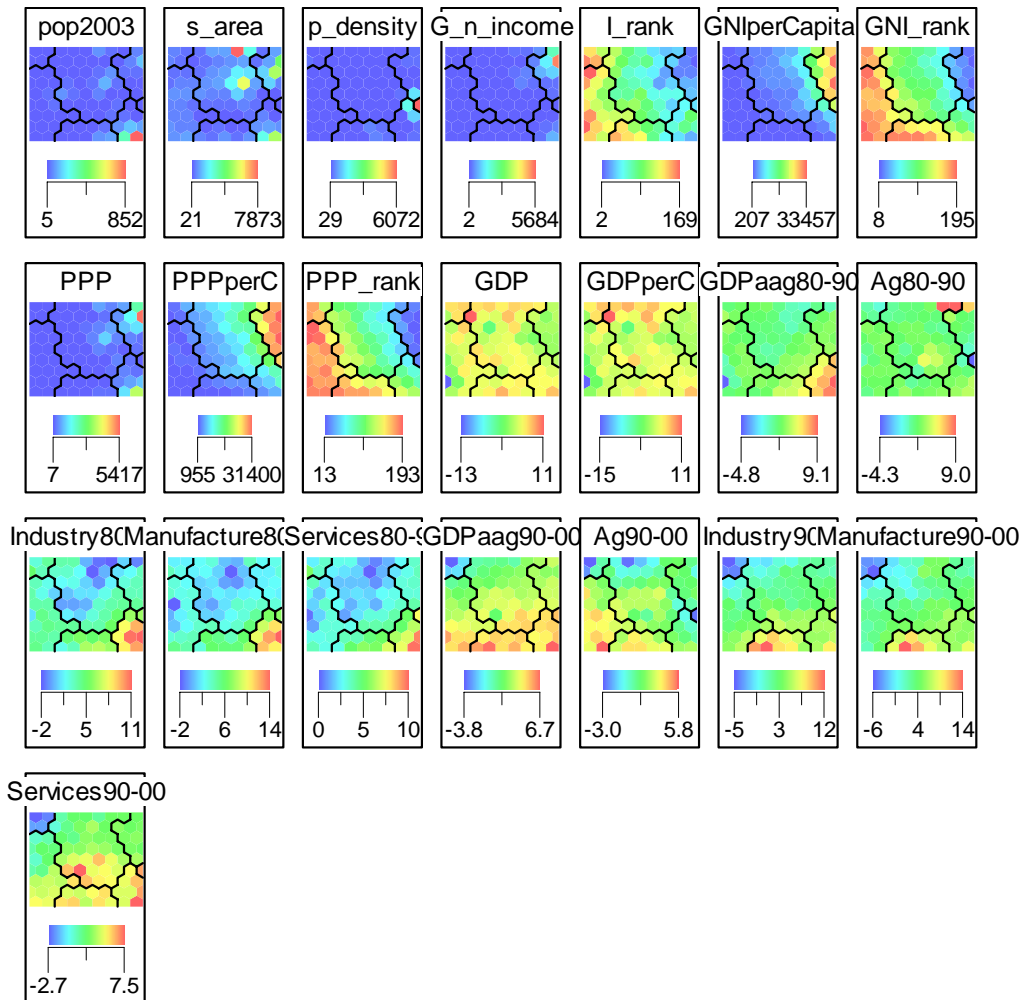 pop2003 s_area p_density G_n_income I_rank GNIperCapita GNI_rank
5 852 21 7873 29 6072 2 5684 2 169 207 33457 8 195
PPP PPPperC PPP_rank GDP GDPperC GDPaag80-90 Ag80-90
7 5417 955 31400 13 193 -13 11 -15 11 -4.8 9.1 -4.3 9.0
Industry80 Manufacture80 Services80-9 GDPaag90-00 Ag90-00 Industry90 Manufacture90-00
-2 5 11 -2 6 14 0 5 10 -3.8 6.7 -3.0 5.8 -5 3 12 -6 4 14
Services90-00
-2.7 7.5